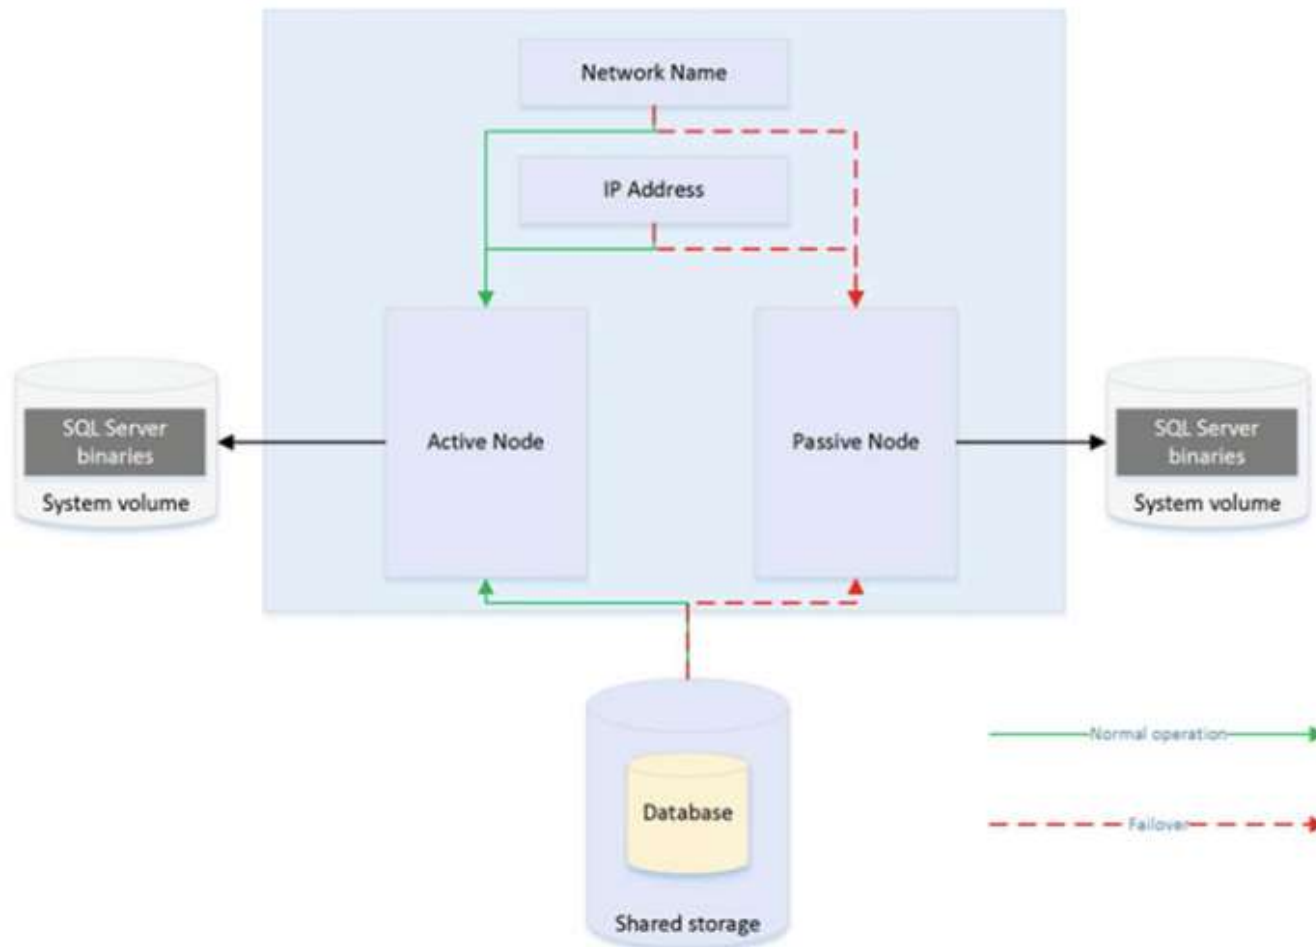 Network Name
IP Address
Active Node
Passive Node
SQL Server
binaries
System volume
SQL Server
binaries
System volume
Normal operation
Database
Failover
Shared storage